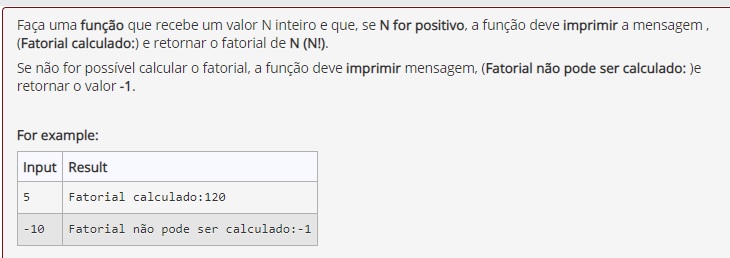 Faça uma função que recebe um valor N inteiro e que, se N for positivo, a função deve imprimir a mensagem ,
(Fatorial calculado:) e retornar o fatorial de N (N!).
Se não for possível calcular o fatorial, a função deve imprimir mensagem, (Fatorial não pode ser calculado: )e
retornar o valor -1.
For example:
Input Result
5 Fatorial calculado:120
-10 Fatorial não pode ser calculado:-1